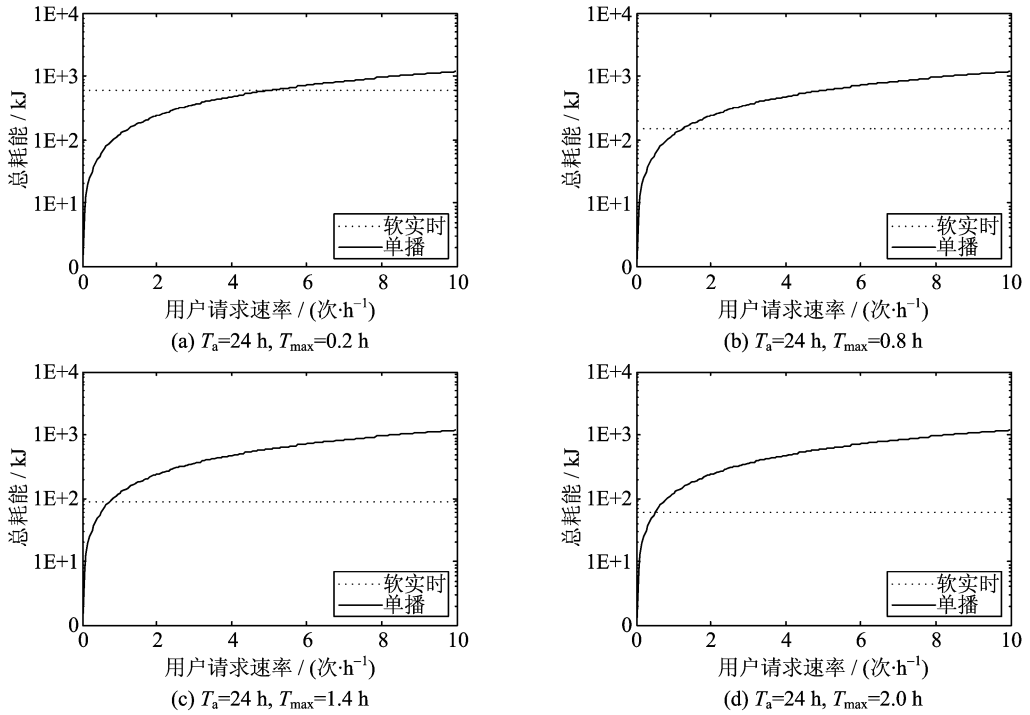 1E+4
1E+3
1E+2
1E+1
0
总耗能 / kJ
软实时
单播
0 2 4 6 8 10
用户请求速率 / (次·h⁻¹)
(a) Tₐ=24 h, Tmax=0.2 h
1E+4
1E+3
1E+2
1E+1
0
总耗能 / kJ
软实时
单播
0 2 4 6 8 10
用户请求速率 / (次·h⁻¹)
(b) Tₐ=24 h, Tmax=0.8 h
1E+4
1E+3
1E+2
1E+1
0
总耗能 / kJ
软实时
单播
0 2 4 6 8 10
用户请求速率 / (次·h⁻¹)
(c) Tₐ=24 h, Tmax=1.4 h
1E+4
1E+3
1E+2
1E+1
0
总耗能 / kJ
软实时
单播
0 2 4 6 8 10
用户请求速率 / (次·h⁻¹)
(d) Tₐ=24 h, Tmax=2.0 h